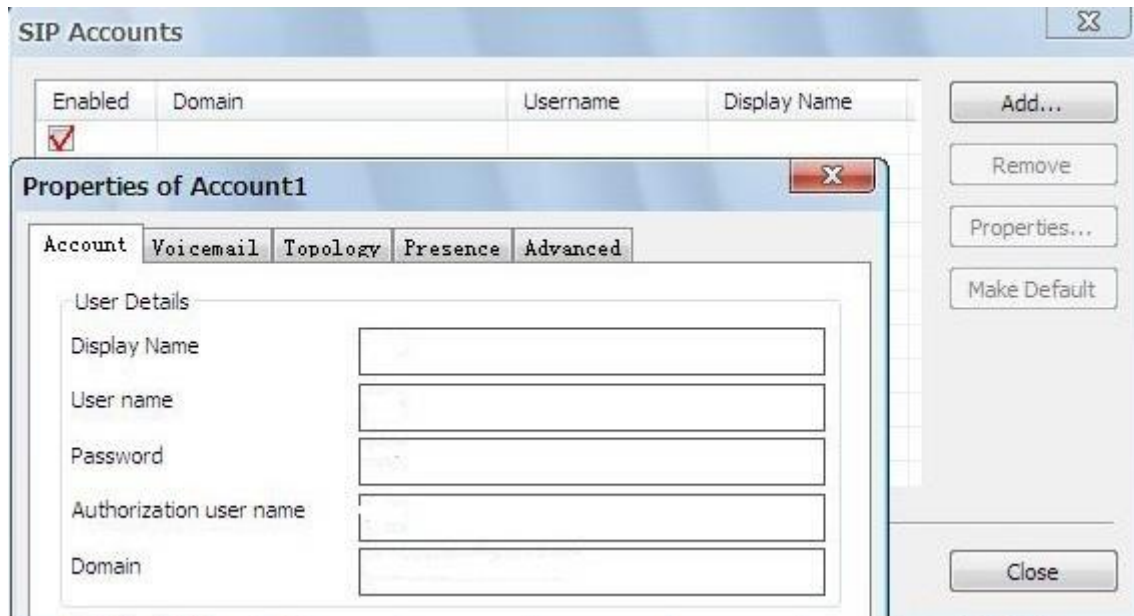 SIP Accounts
Enabled Domain Username Display Name
Add...
Remove
Properties...
Make Default
Close
Properties of Account1
Account Voicemail Topology Presence Advanced
User Details
Display Name
User name
Password
Authorization user name
Domain